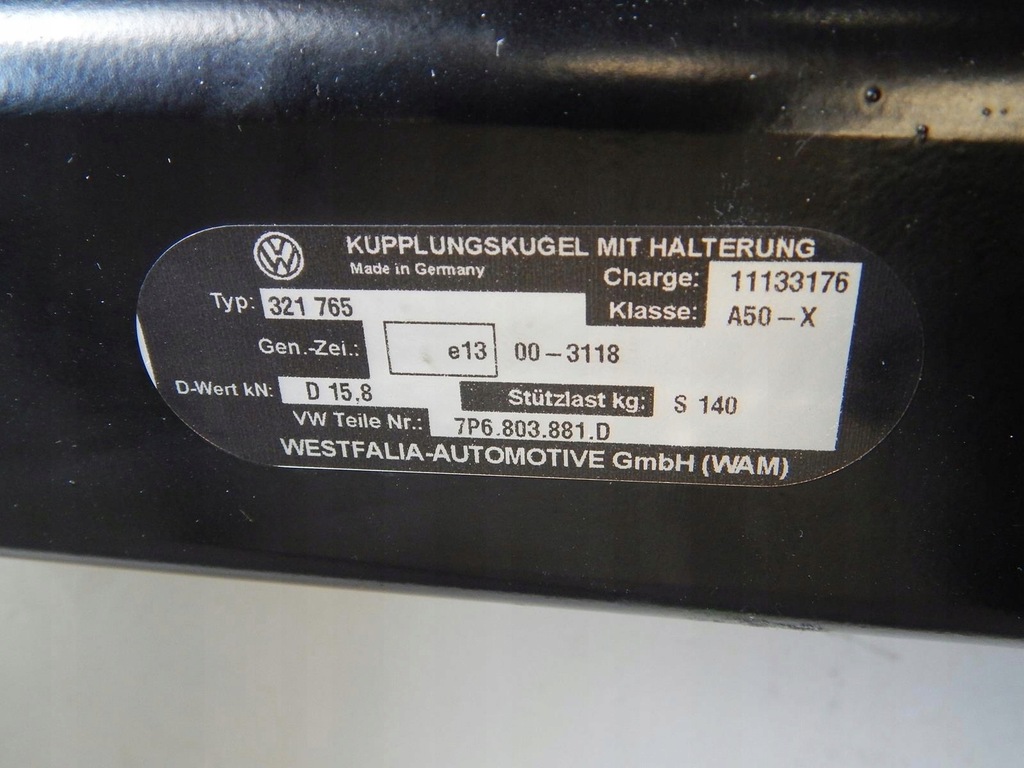 KUPPLUNGSKUGEL MIT HALTERUNG
Made in Germany
Charge: 11133176
Typ: 321 765
Klasse: A50-X
Gen.-Zei.: e13 00-3118
D-Wert kN: D 15,8 Stützlast kg: S 140
VW Teile Nr.: 7P6.803.881.D
WESTFALIA-AUTOMOTIVE GmbH (WAM)